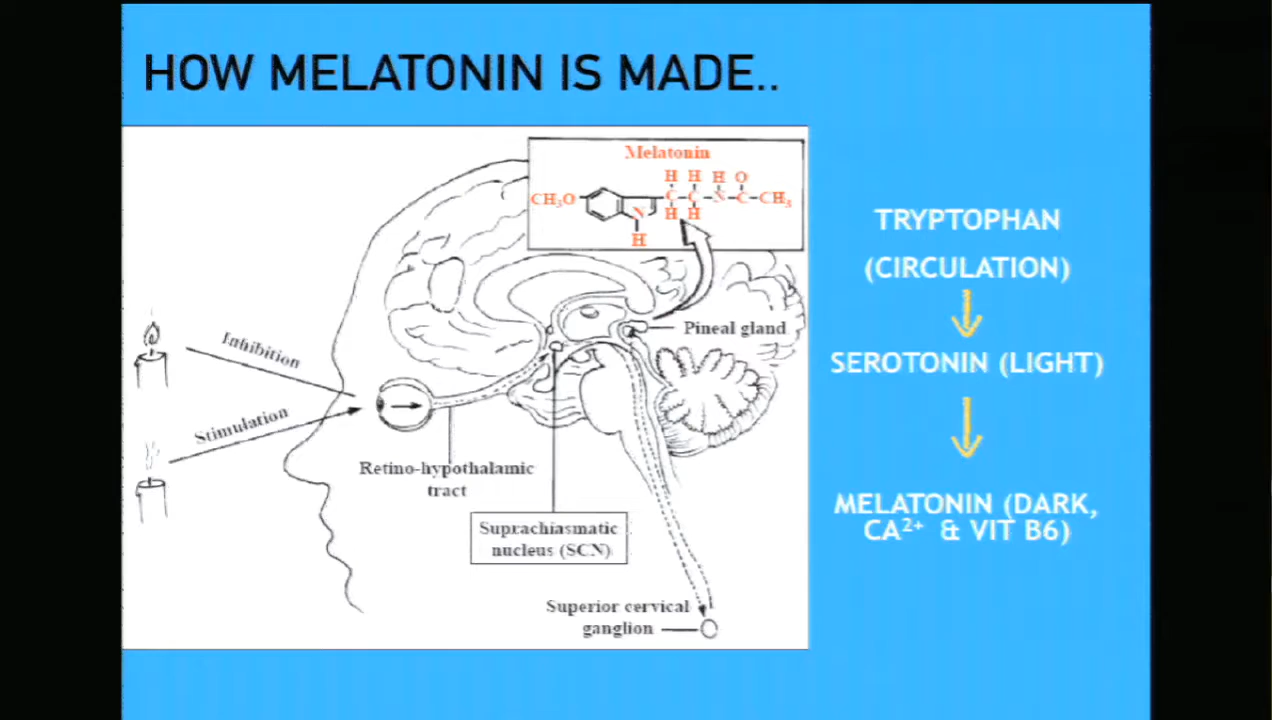 HOW MELATONIN IS MADE..
Melatonin
H H H O
CH₃O C-C-N-C-CH₃
N H H
H
Inhibition
Stimulation
Pineal gland
Retino-hypothalamic
tract
Suprachiasmatic
nucleus (SCN)
Superior cervical
ganglion
TRYPTOPHAN
(CIRCULATION)
SEROTONIN (LIGHT)
MELATONIN (DARK,
CA²⁺ & VIT B6)